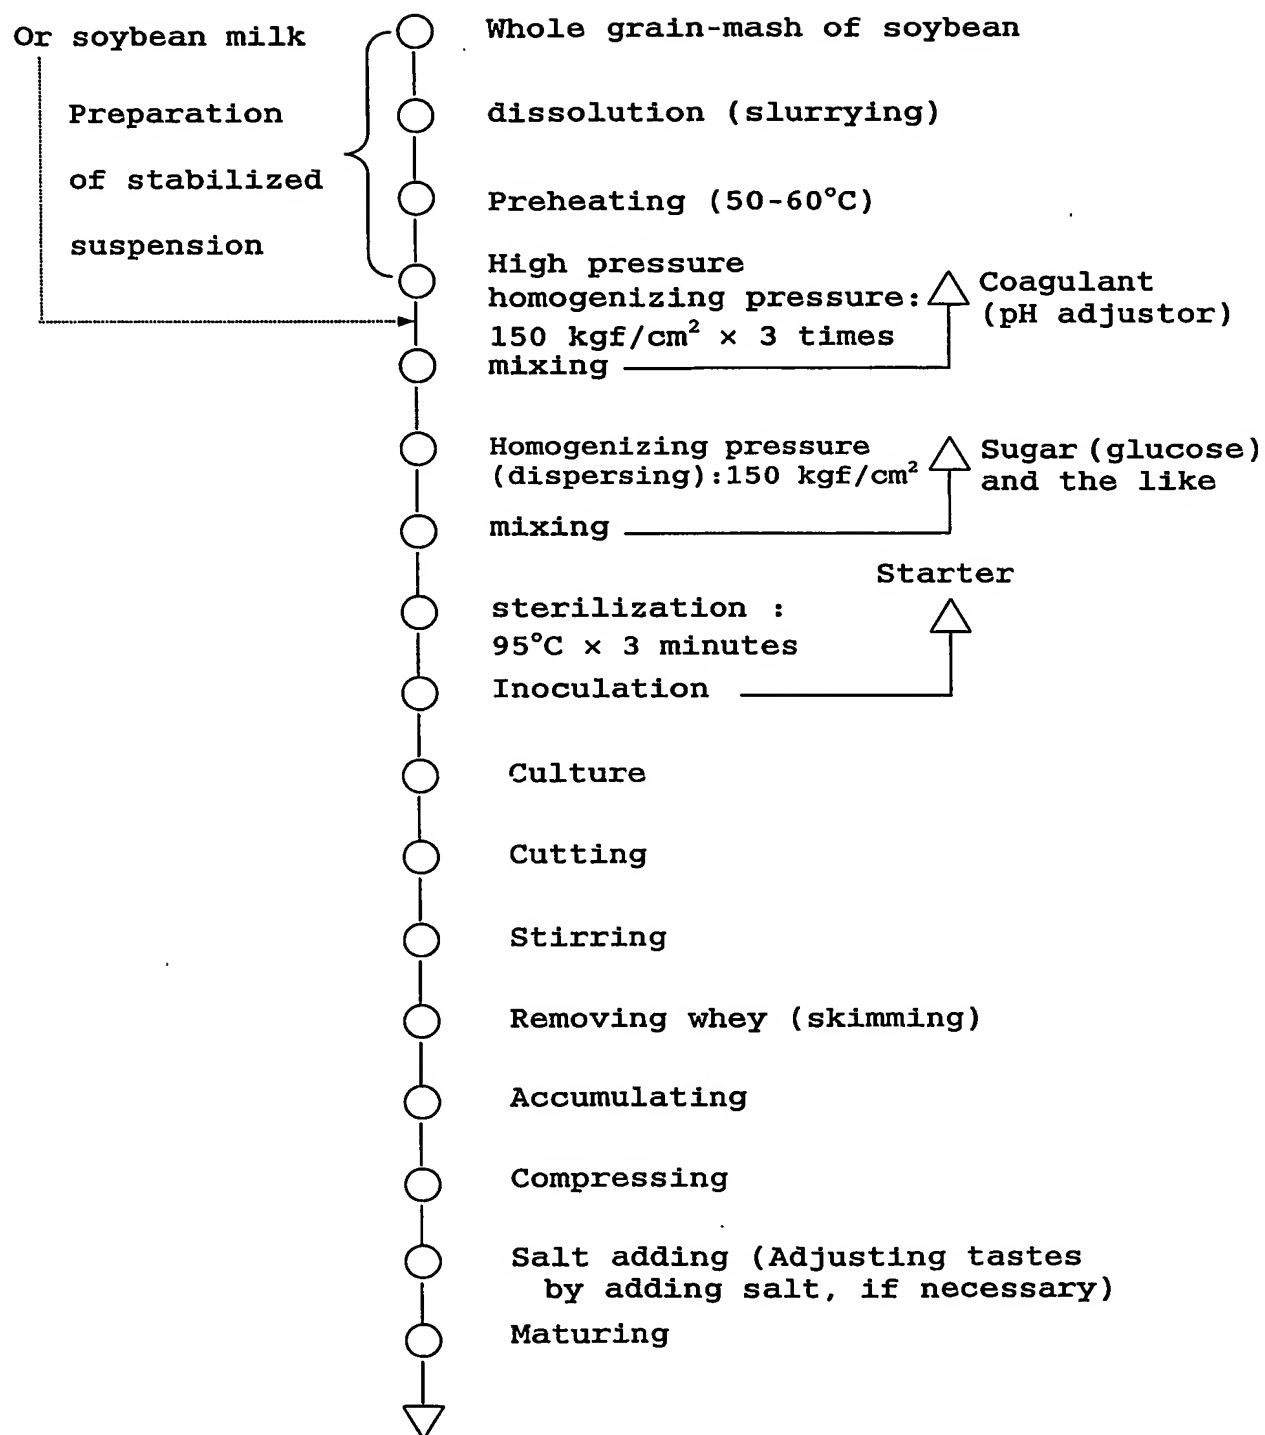 Or soybean milk
Preparation
of stabilized
suspension
Whole grain-mash of soybean
dissolution (slurrying)
Preheating (50-60°C)
High pressure
homogenizing pressure:
150 kgf/cm² × 3 times
mixing
Coagulant
(pH adjustor)
Homogenizing pressure
(dispersing):150 kgf/cm²
mixing
Sugar (glucose)
and the like
sterilization :
95°C × 3 minutes
Starter
Inoculation
Culture
Cutting
Stirring
Removing whey (skimming)
Accumulating
Compressing
Salt adding (Adjusting tastes
by adding salt, if necessary)
Maturing